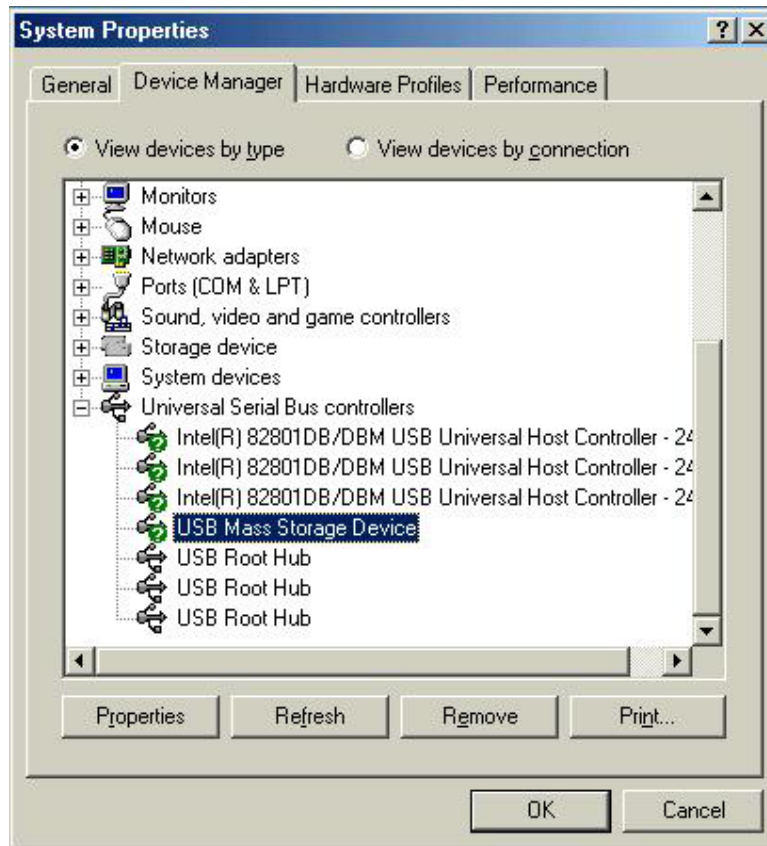 System Properties
General Device Manager Hardware Profiles Performance
View devices by type View devices by connection
Monitors
Mouse
Network adapters
Ports (COM & LPT)
Sound, video and game controllers
Storage device
System devices
Universal Serial Bus controllers
Intel(R) 82801DB/DBM USB Universal Host Controller - 24
Intel(R) 82801DB/DBM USB Universal Host Controller - 24
Intel(R) 82801DB/DBM USB Universal Host Controller - 24
USB Mass Storage Device
USB Root Hub
USB Root Hub
USB Root Hub
Properties Refresh Remove Print...
OK Cancel